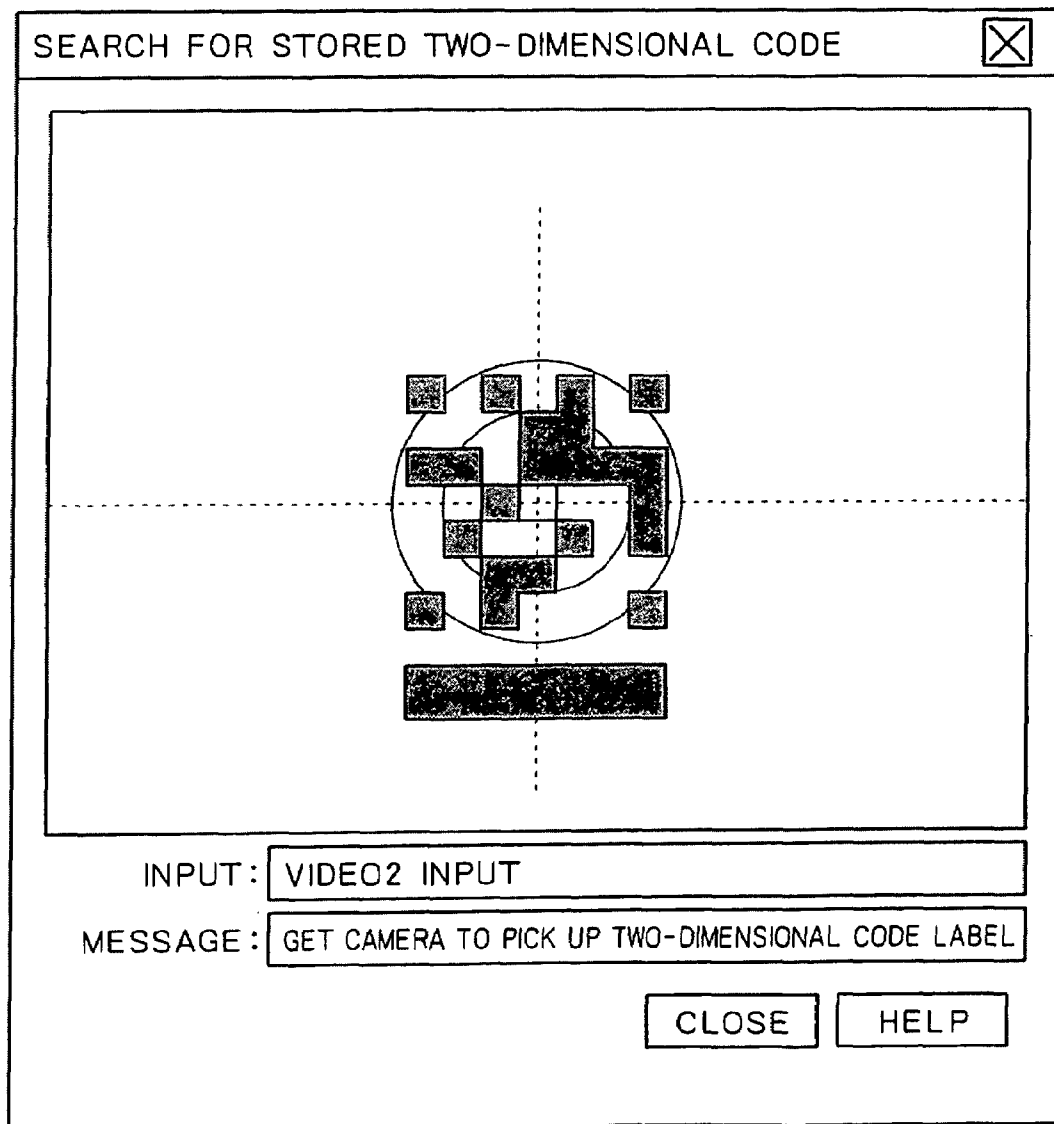 SEARCH FOR STORED TWO-DIMENSIONAL CODE
INPUT: VIDEO2 INPUT
MESSAGE: GET CAMERA TO PICK UP TWO-DIMENSIONAL CODE LABEL
CLOSE HELP